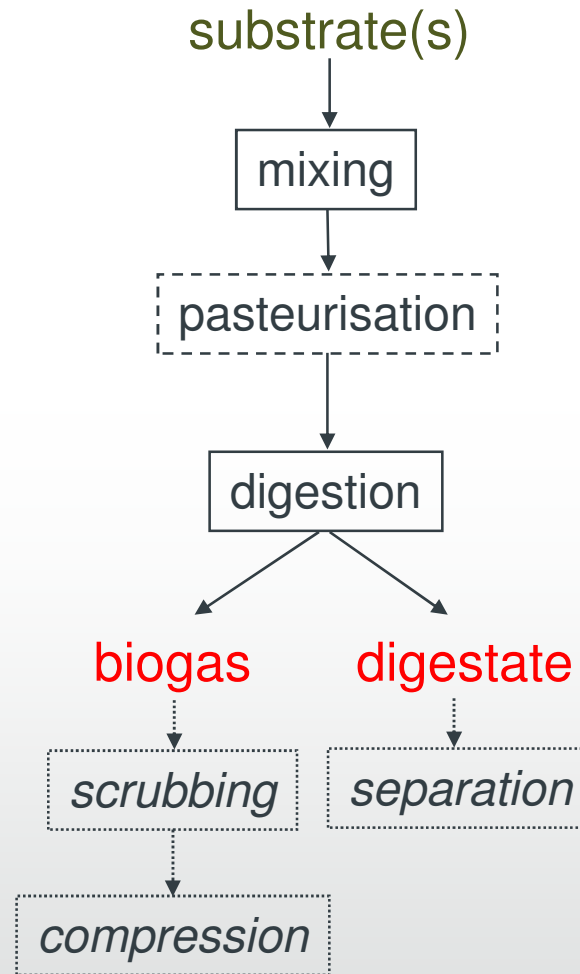 substrate(s)
mixing
pasteurisation
digestion
biogas digestate
scrubbing separation
compression